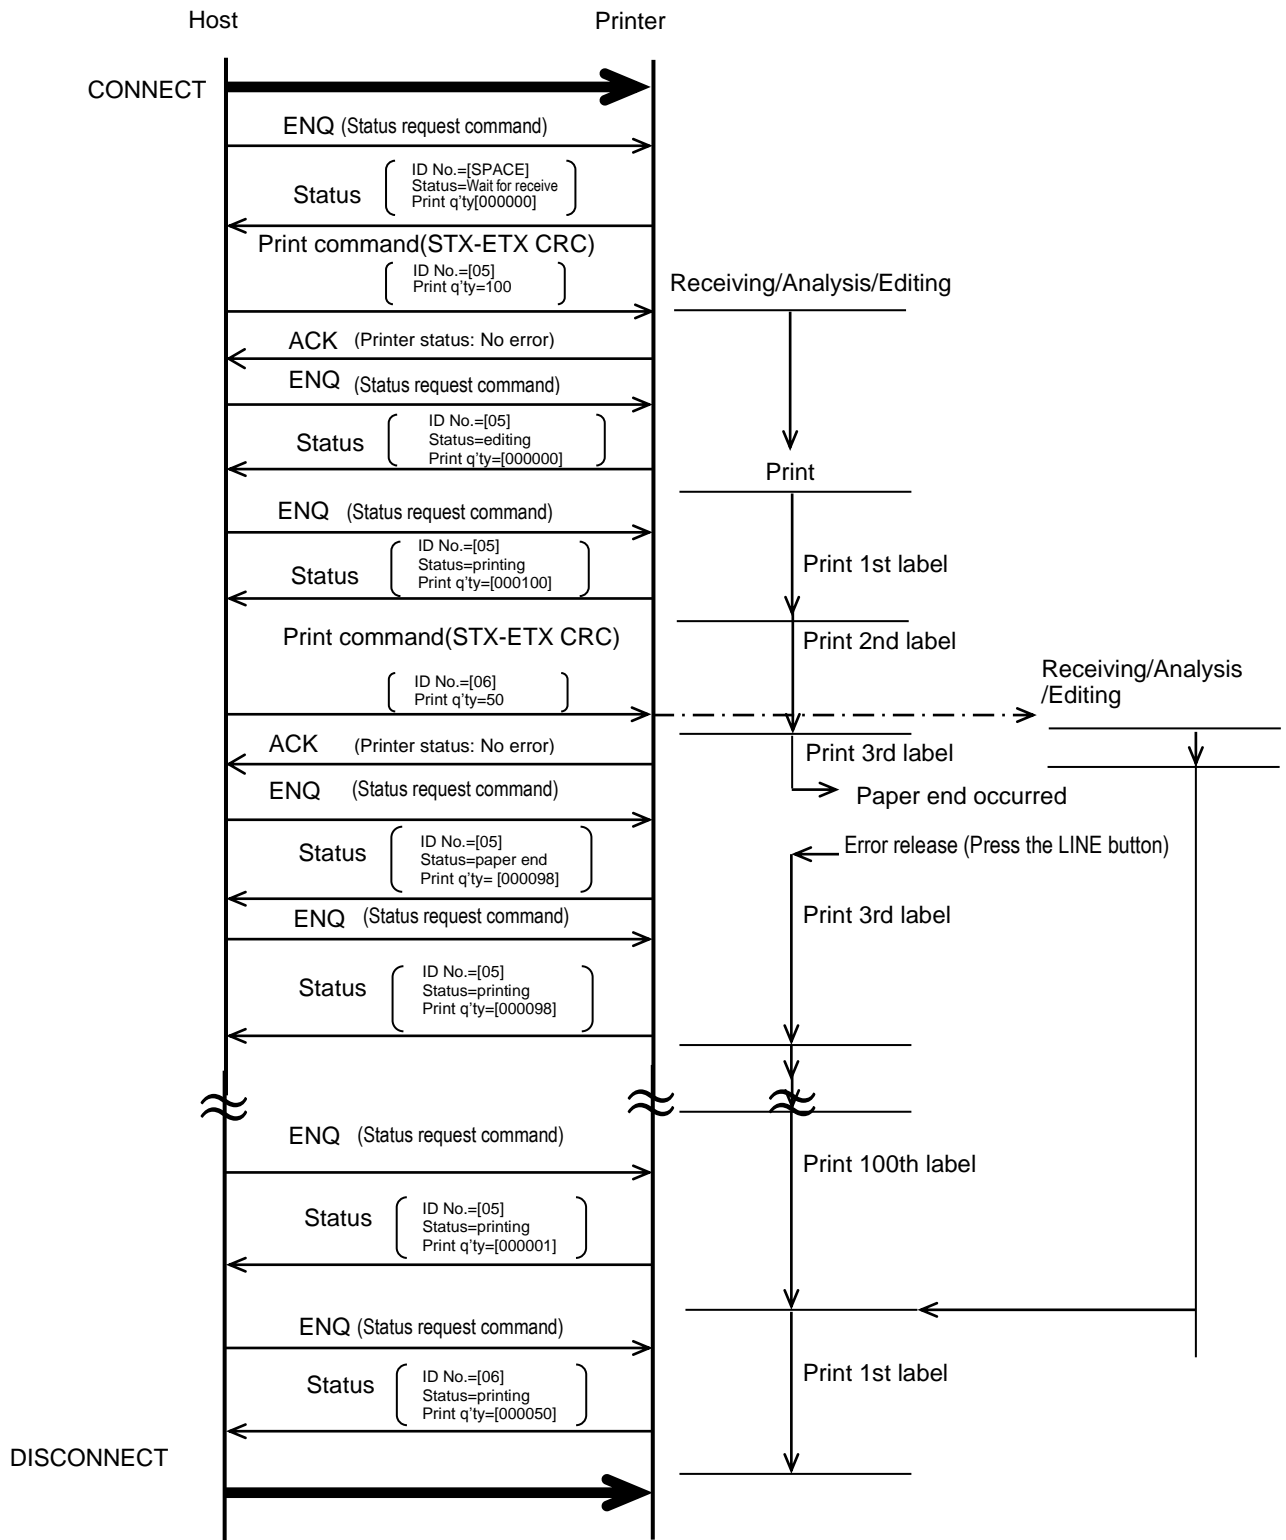 Host
Printer
CONNECT
ENQ (Status request command)
Status
ID No.=[SPACE]
Status=Wait for receive
Print q'ty[000000]
Print command(STX-ETX CRC)
ID No.=[05]
Print q'ty=100
Receiving/Analysis/Editing
ACK (Printer status: No error)
ENQ (Status request command)
Status
ID No.=[05]
Status=editing
Print q'ty=[000000]
Print
ENQ (Status request command)
Status
ID No.=[05]
Status=printing
Print q'ty=[000100]
Print 1st label
Print command(STX-ETX CRC)
Print 2nd label
ID No.=[06]
Print q'ty=50
Receiving/Analysis
/Editing
ACK (Printer status: No error)
Print 3rd label
ENQ (Status request command)
Paper end occurred
Status
ID No.=[05]
Status=paper end
Print q'ty= [000098]
Error release (Press the LINE button)
ENQ (Status request command)
Print 3rd label
Status
ID No.=[05]
Status=printing
Print q'ty=[000098]
ENQ (Status request command)
Print 100th label
Status
ID No.=[05]
Status=printing
Print q'ty=[000001]
ENQ (Status request command)
Status
ID No.=[06]
Status=printing
Print q'ty=[000050]
Print 1st label
DISCONNECT